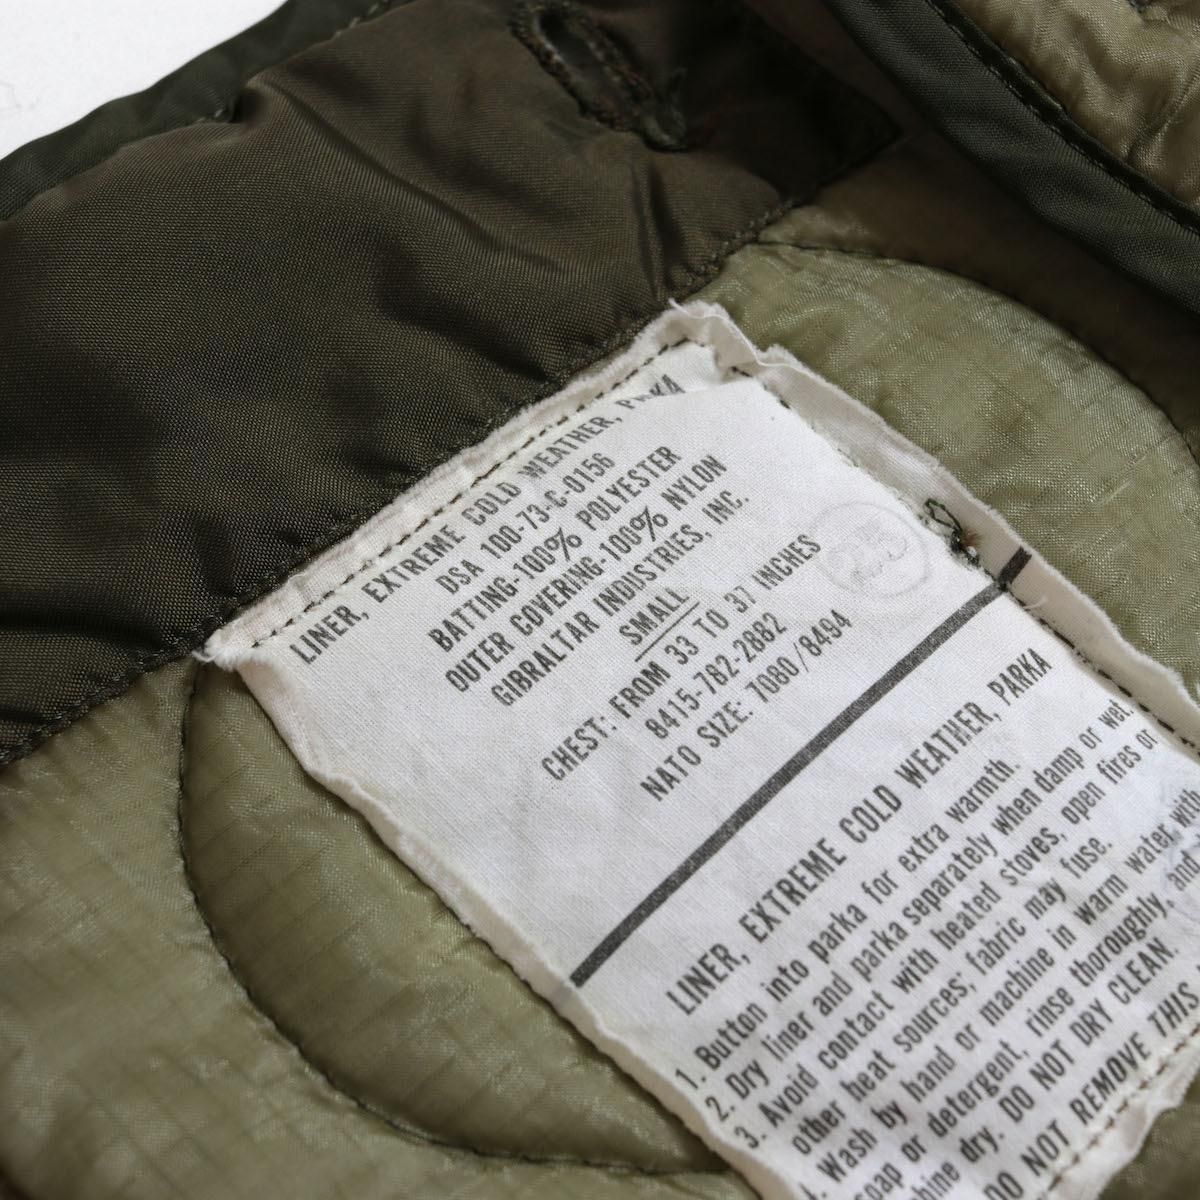 LINER, EXTREME COLD WEATHER, PARKA
DSA 100-73-C-0156
BATTING-100% POLYESTER
OUTER COVERING-100% NYLON
GIBRALTAR INDUSTRIES, INC.
SMALL
CHEST: FROM 33 TO 37 INCHES
8415-782-2882
NATO SIZE: 7080/8494
25
LINER, EXTREME COLD WEATHER, PARKA
1. Button into parka for extra warmth.
2. Dry liner and parka separately when damp or wet.
3. Avoid contact with heated stoves, open fires or
other heat sources; fabric may fuse.
Wash by hand or machine in warm water with
soap or detergent, rinse thoroughly, and
dry. DO NOT DRY CLEAN
DO NOT REMOVE THIS